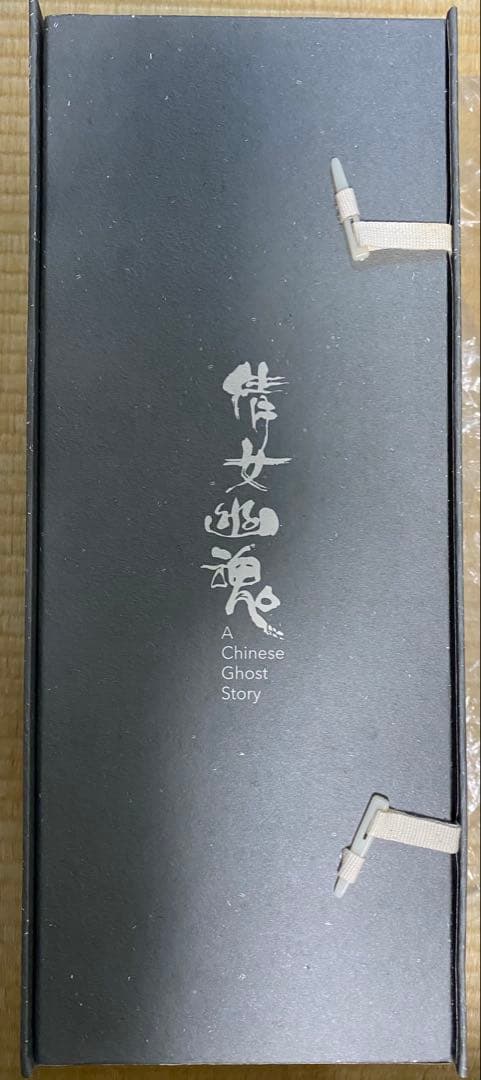 倩女幽魂
A
Chinese
Ghost
Story